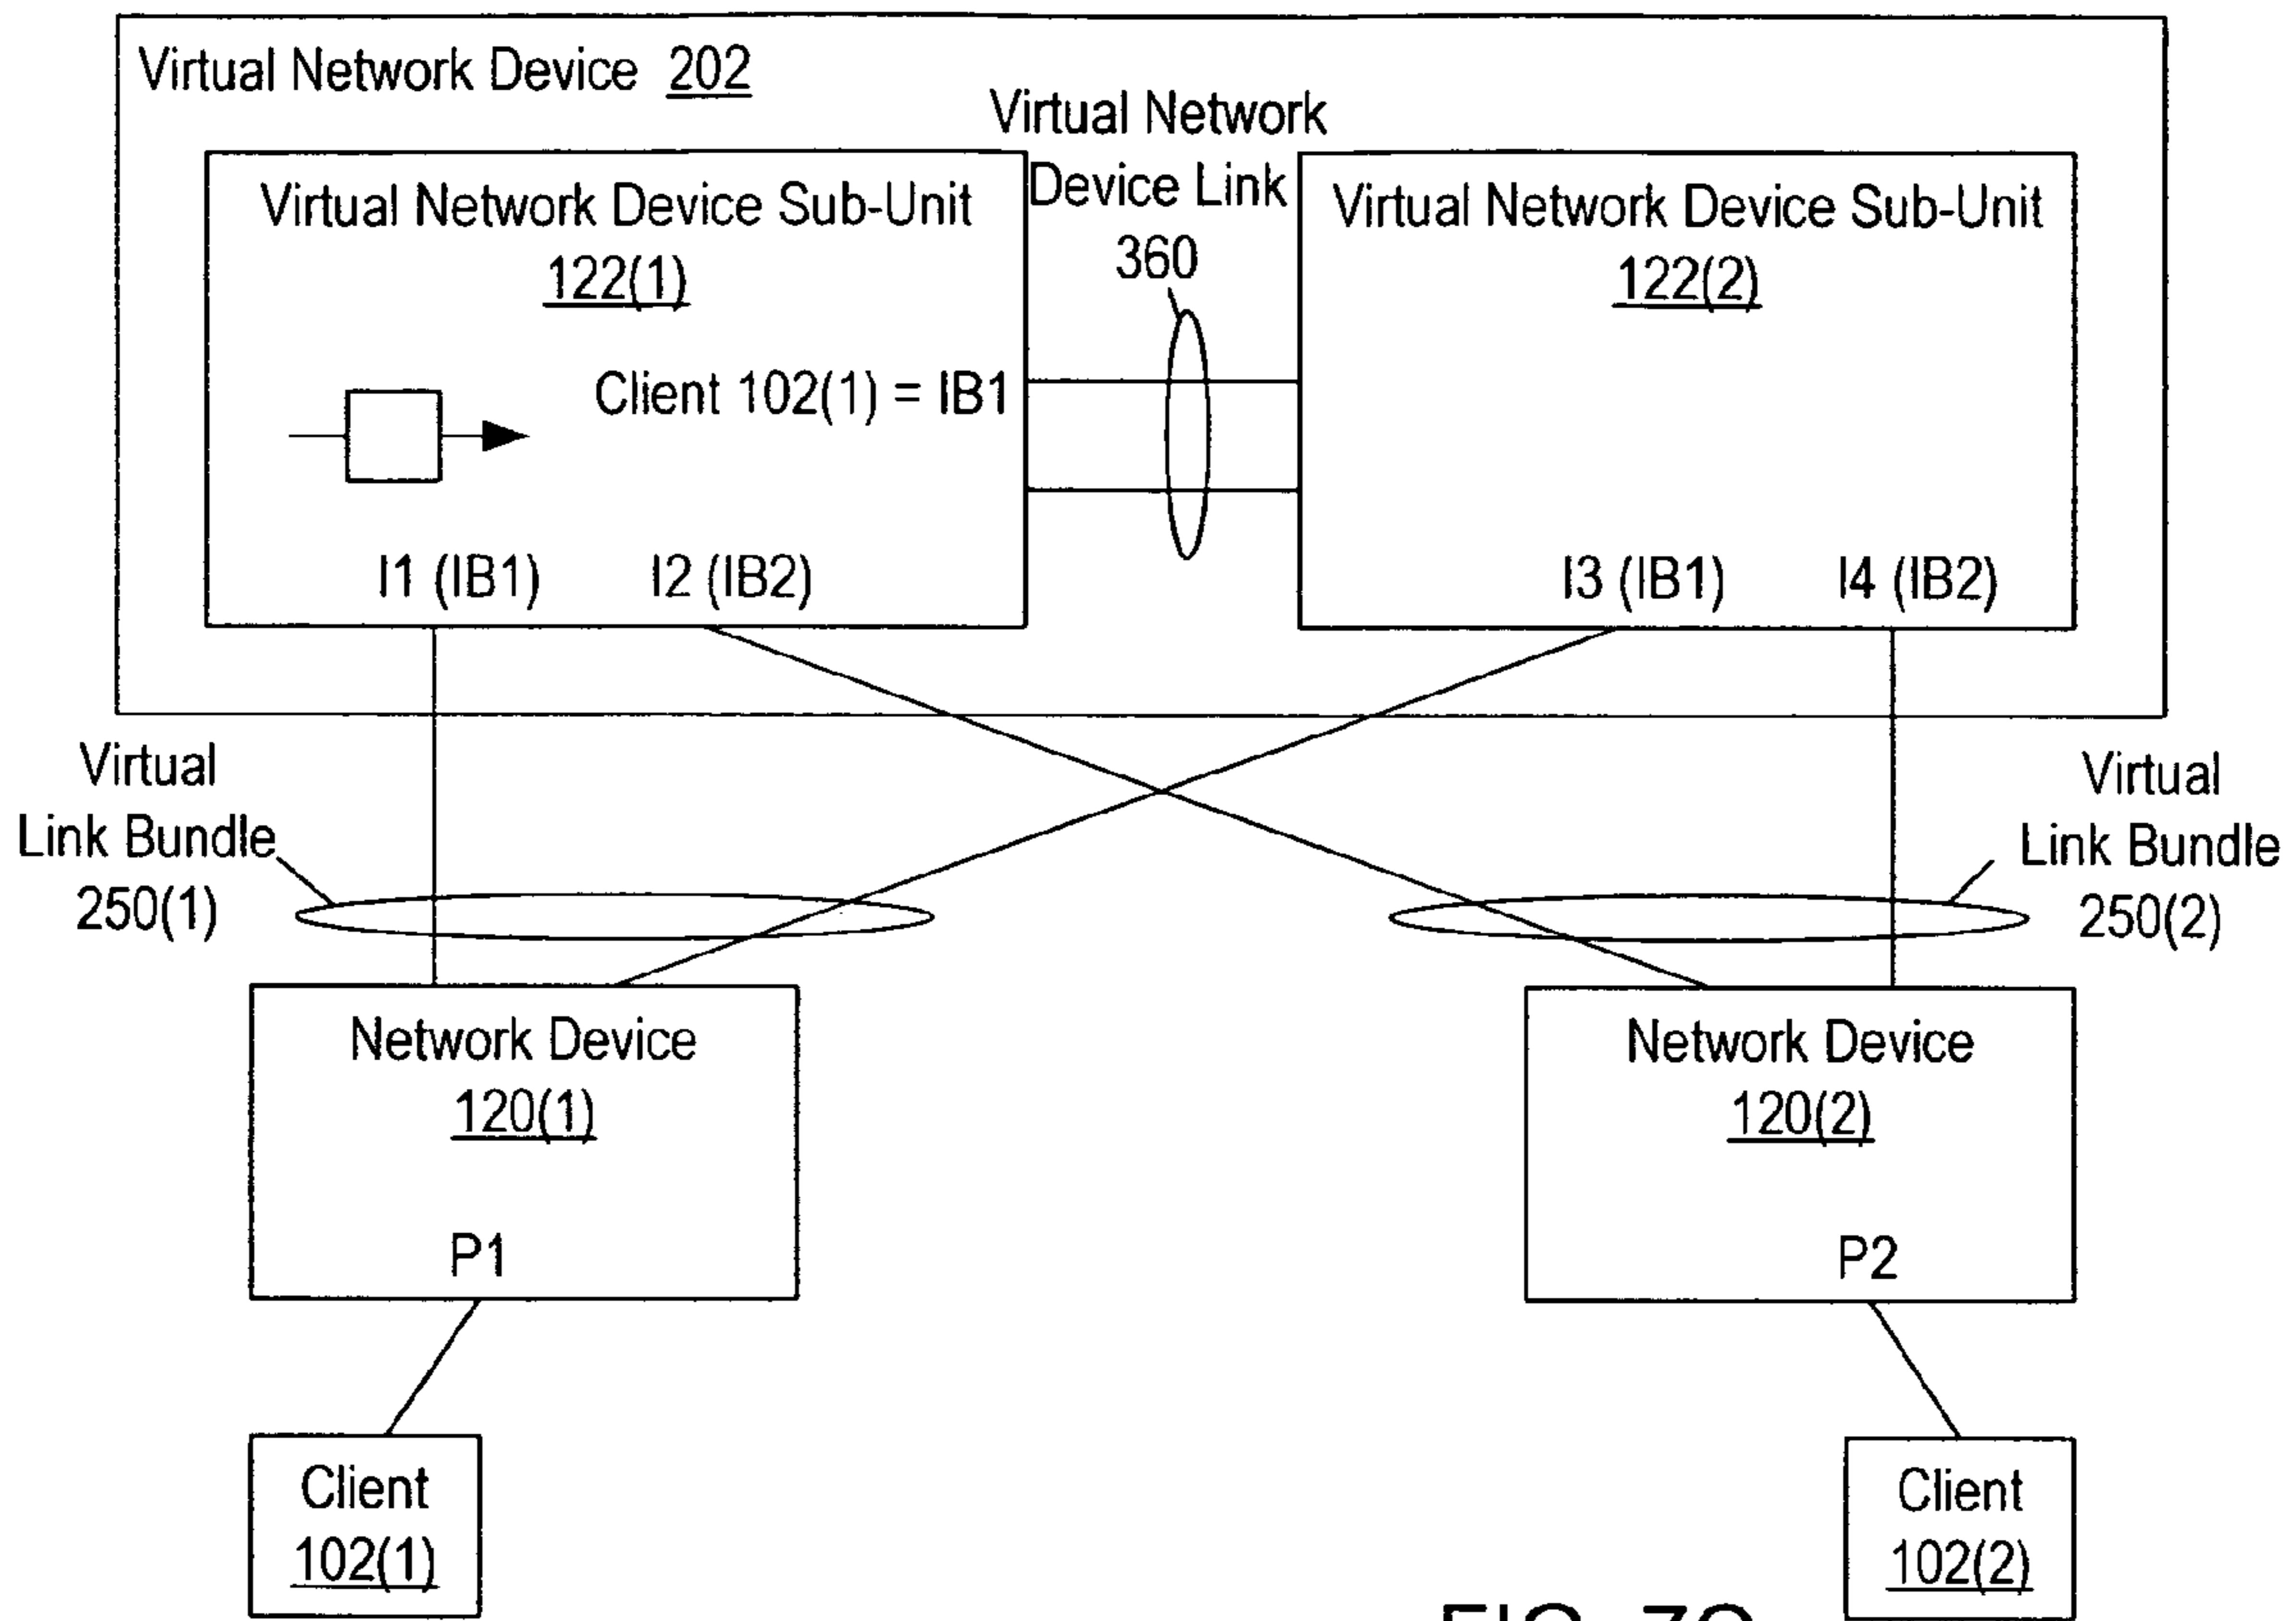 Virtual Network Device 202
Virtual Network
Device Link
360
Virtual Network Device Sub-Unit
122(1)
Client 102(1) = IB1
I1 (IB1)
I2 (IB2)
Virtual Network Device Sub-Unit
122(2)
I3 (IB1)
I4 (IB2)
Virtual
Link Bundle
250(1)
Virtual
Link Bundle
250(2)
Network Device
120(1)
P1
Network Device
120(2)
P2
Client
102(1)
Client
102(2)